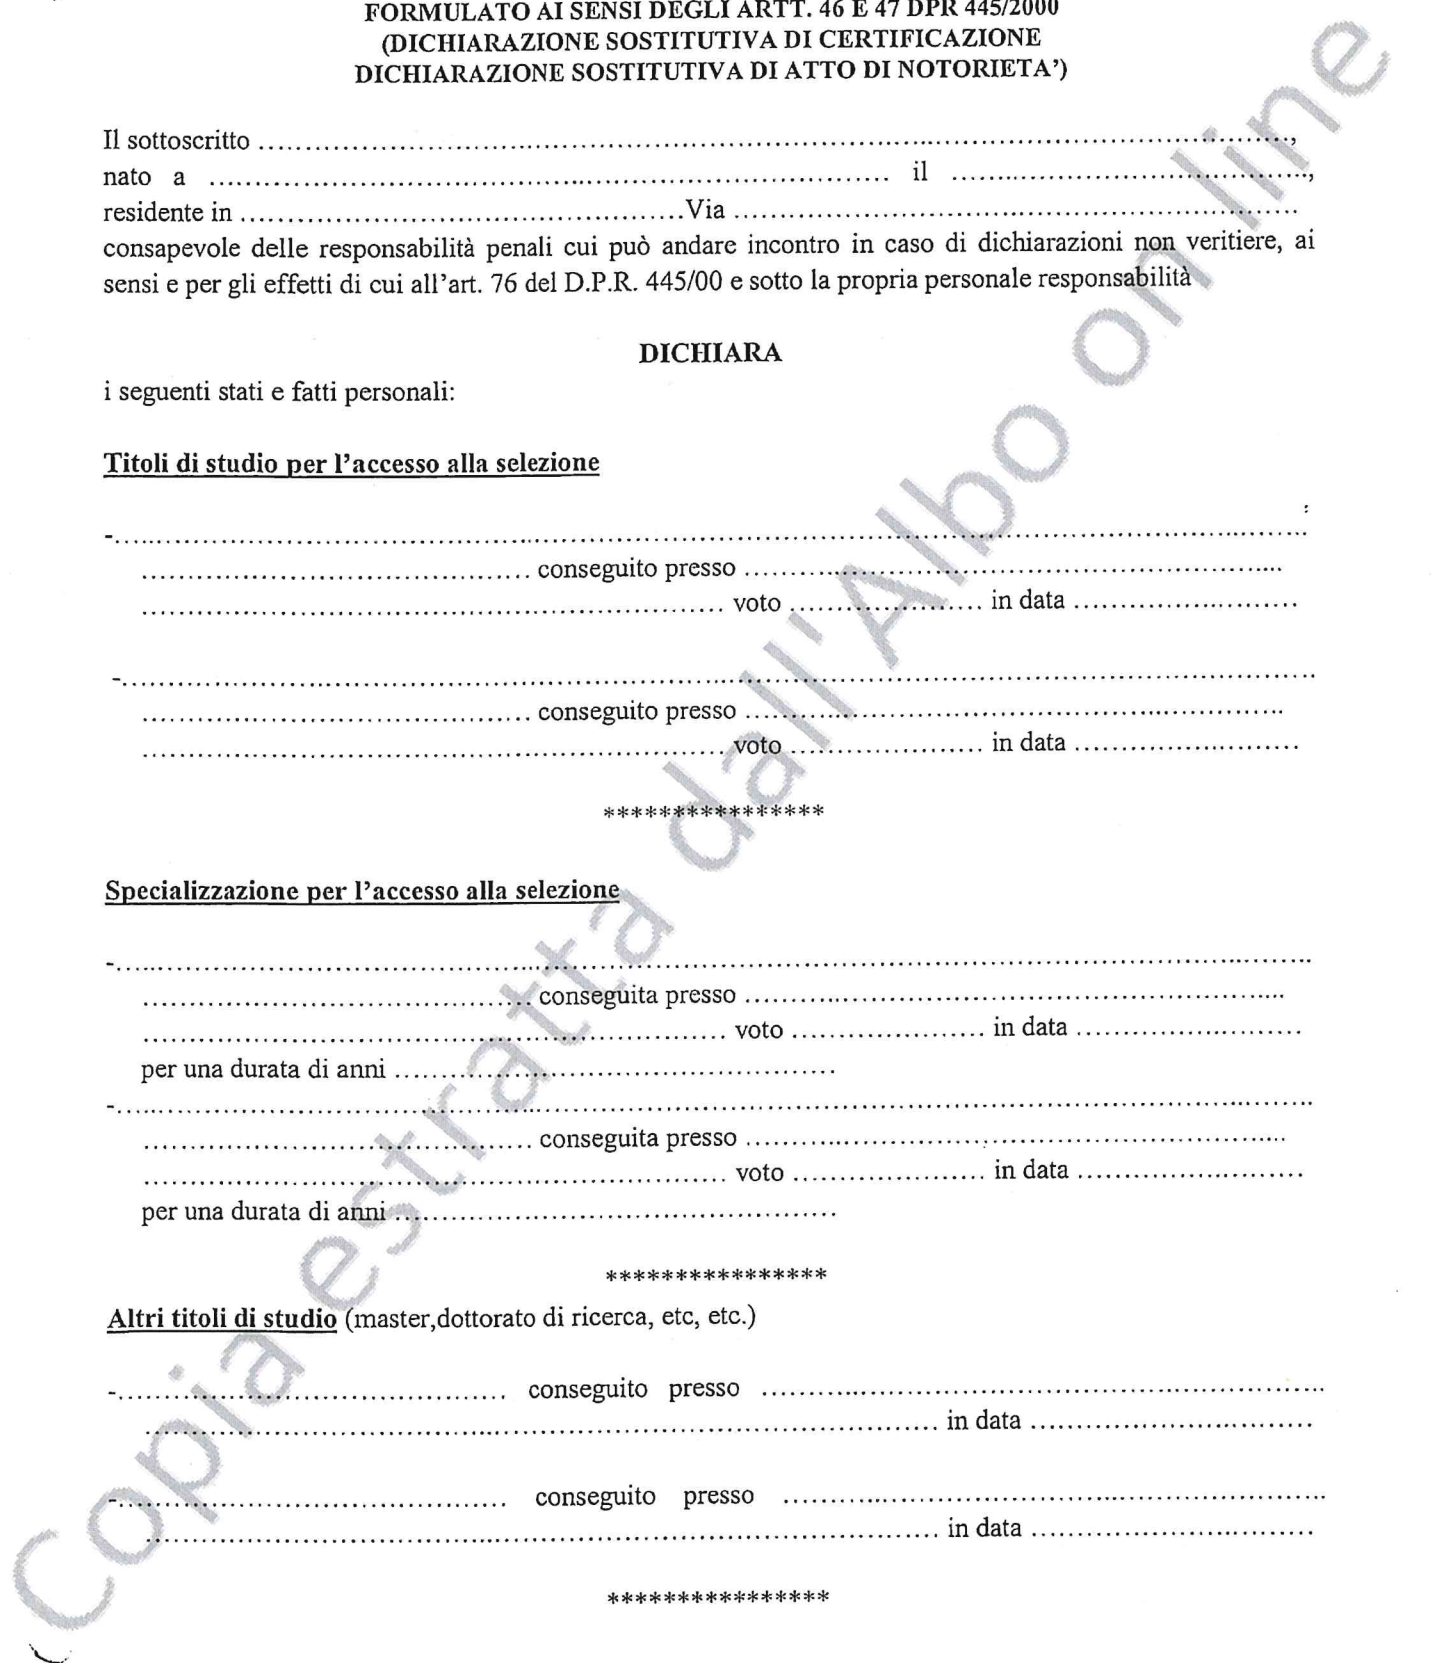 FORMULATO AI SENSI DEGLI ARTT. 46 E 47 DPR 445/2000
(DICHIARAZIONE SOSTITUTIVA DI CERTIFICAZIONE
DICHIARAZIONE SOSTITUTIVA DI ATTO DI NOTORIETA’)
Il sottoscritto ……………………………………………………………………………………………,
nato a ……………………………………………………………… il ………………………………,
residente in ……………………………………….Via …………………………………………………
consapevole delle responsabilità penali cui può andare incontro in caso di dichiarazioni non veritiere, ai
sensi e per gli effetti di cui all’art. 76 del D.P.R. 445/00 e sotto la propria personale responsabilità
DICHIARA
i seguenti stati e fatti personali:
Titoli di studio per l’accesso alla selezione
-……………………………………………………………………………………………………………
…………………………………… conseguito presso ………………………………………………
……………………………………………………… voto ………………… in data ……………………
-……………………………………………………………………………………………………………
…………………………………… conseguito presso ………………………………………………
……………………………………………………… voto ………………… in data ……………………
****************
Specializzazione per l’accesso alla selezione
-……………………………………………………………………………………………………………
…………………………………… conseguita presso ………………………………………………
……………………………………………………… voto ………………… in data ……………………
per una durata di anni ………………………………………
-……………………………………………………………………………………………………………
…………………………………… conseguita presso ………………………………………………
……………………………………………………… voto ………………… in data ……………………
per una durata di anni ………………………………………
****************
Altri titoli di studio (master,dottorato di ricerca, etc, etc.)
-………………………………… conseguito presso …………………………………………………
………………………………………………………………………… in data …………………………
-………………………………… conseguito presso …………………………………………………
………………………………………………………………………… in data …………………………
****************
Copia estratta dall'Albo on line